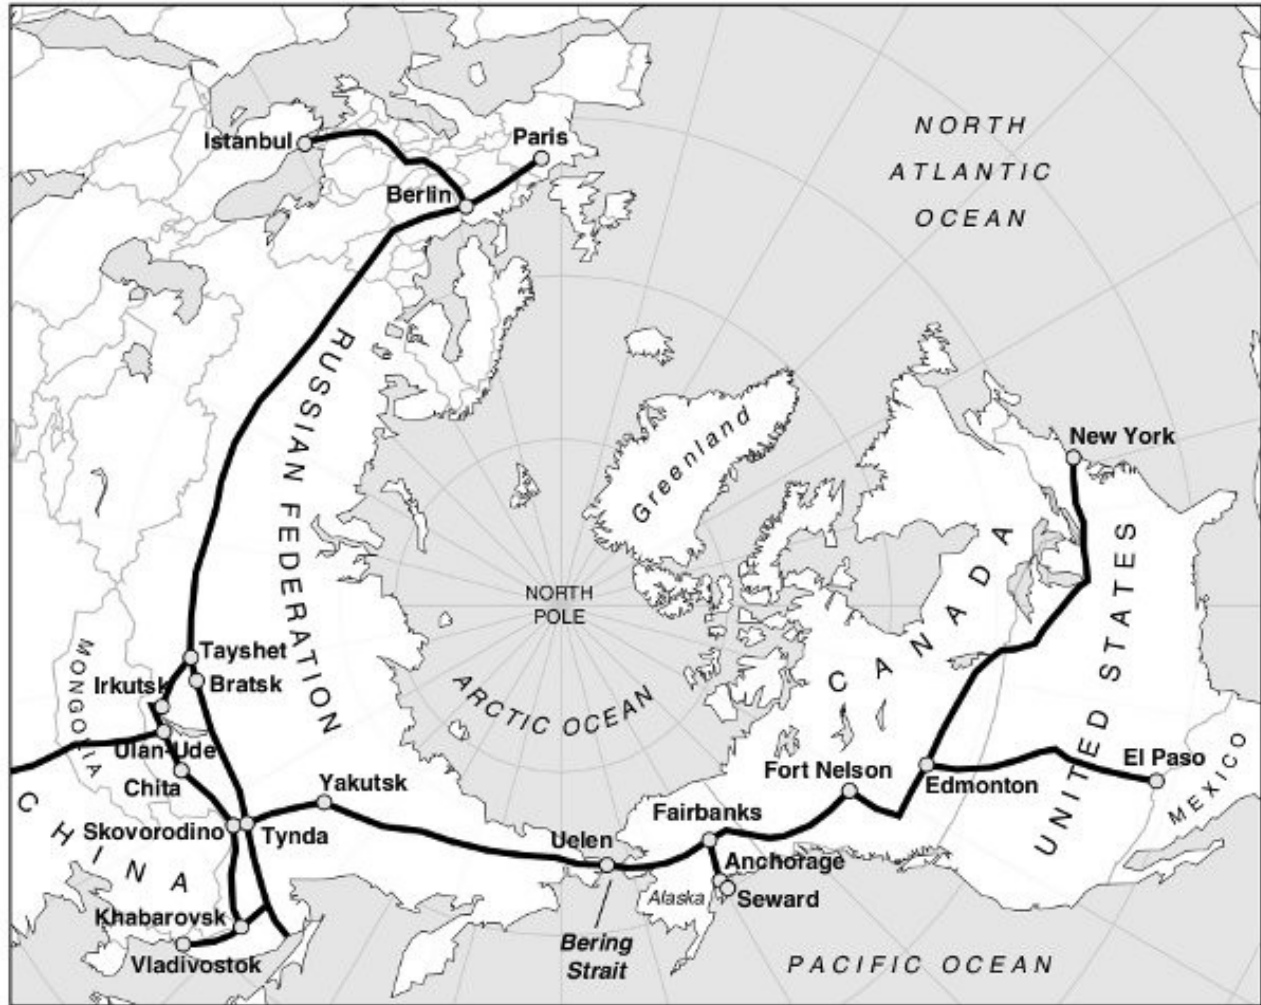 NORTH
ATLANTIC
OCEAN
Istanbul
Paris
Berlin
RUSSIAN FEDERATION
Greenland
New York
NORTH
POLE
CANADA
UNITED STATES
MONGOLIA
Tayshet
Irkutsk
Bratsk
ARCTIC OCEAN
Ulan-Ude
Chita
Yakutsk
Fort Nelson
Edmonton
El Paso
MEXICO
CHINA
Skovorodino
Tynda
Uelen
Fairbanks
Anchorage
Alaska
Seward
Khabarovsk
Vladivostok
Bering
Strait
PACIFIC OCEAN